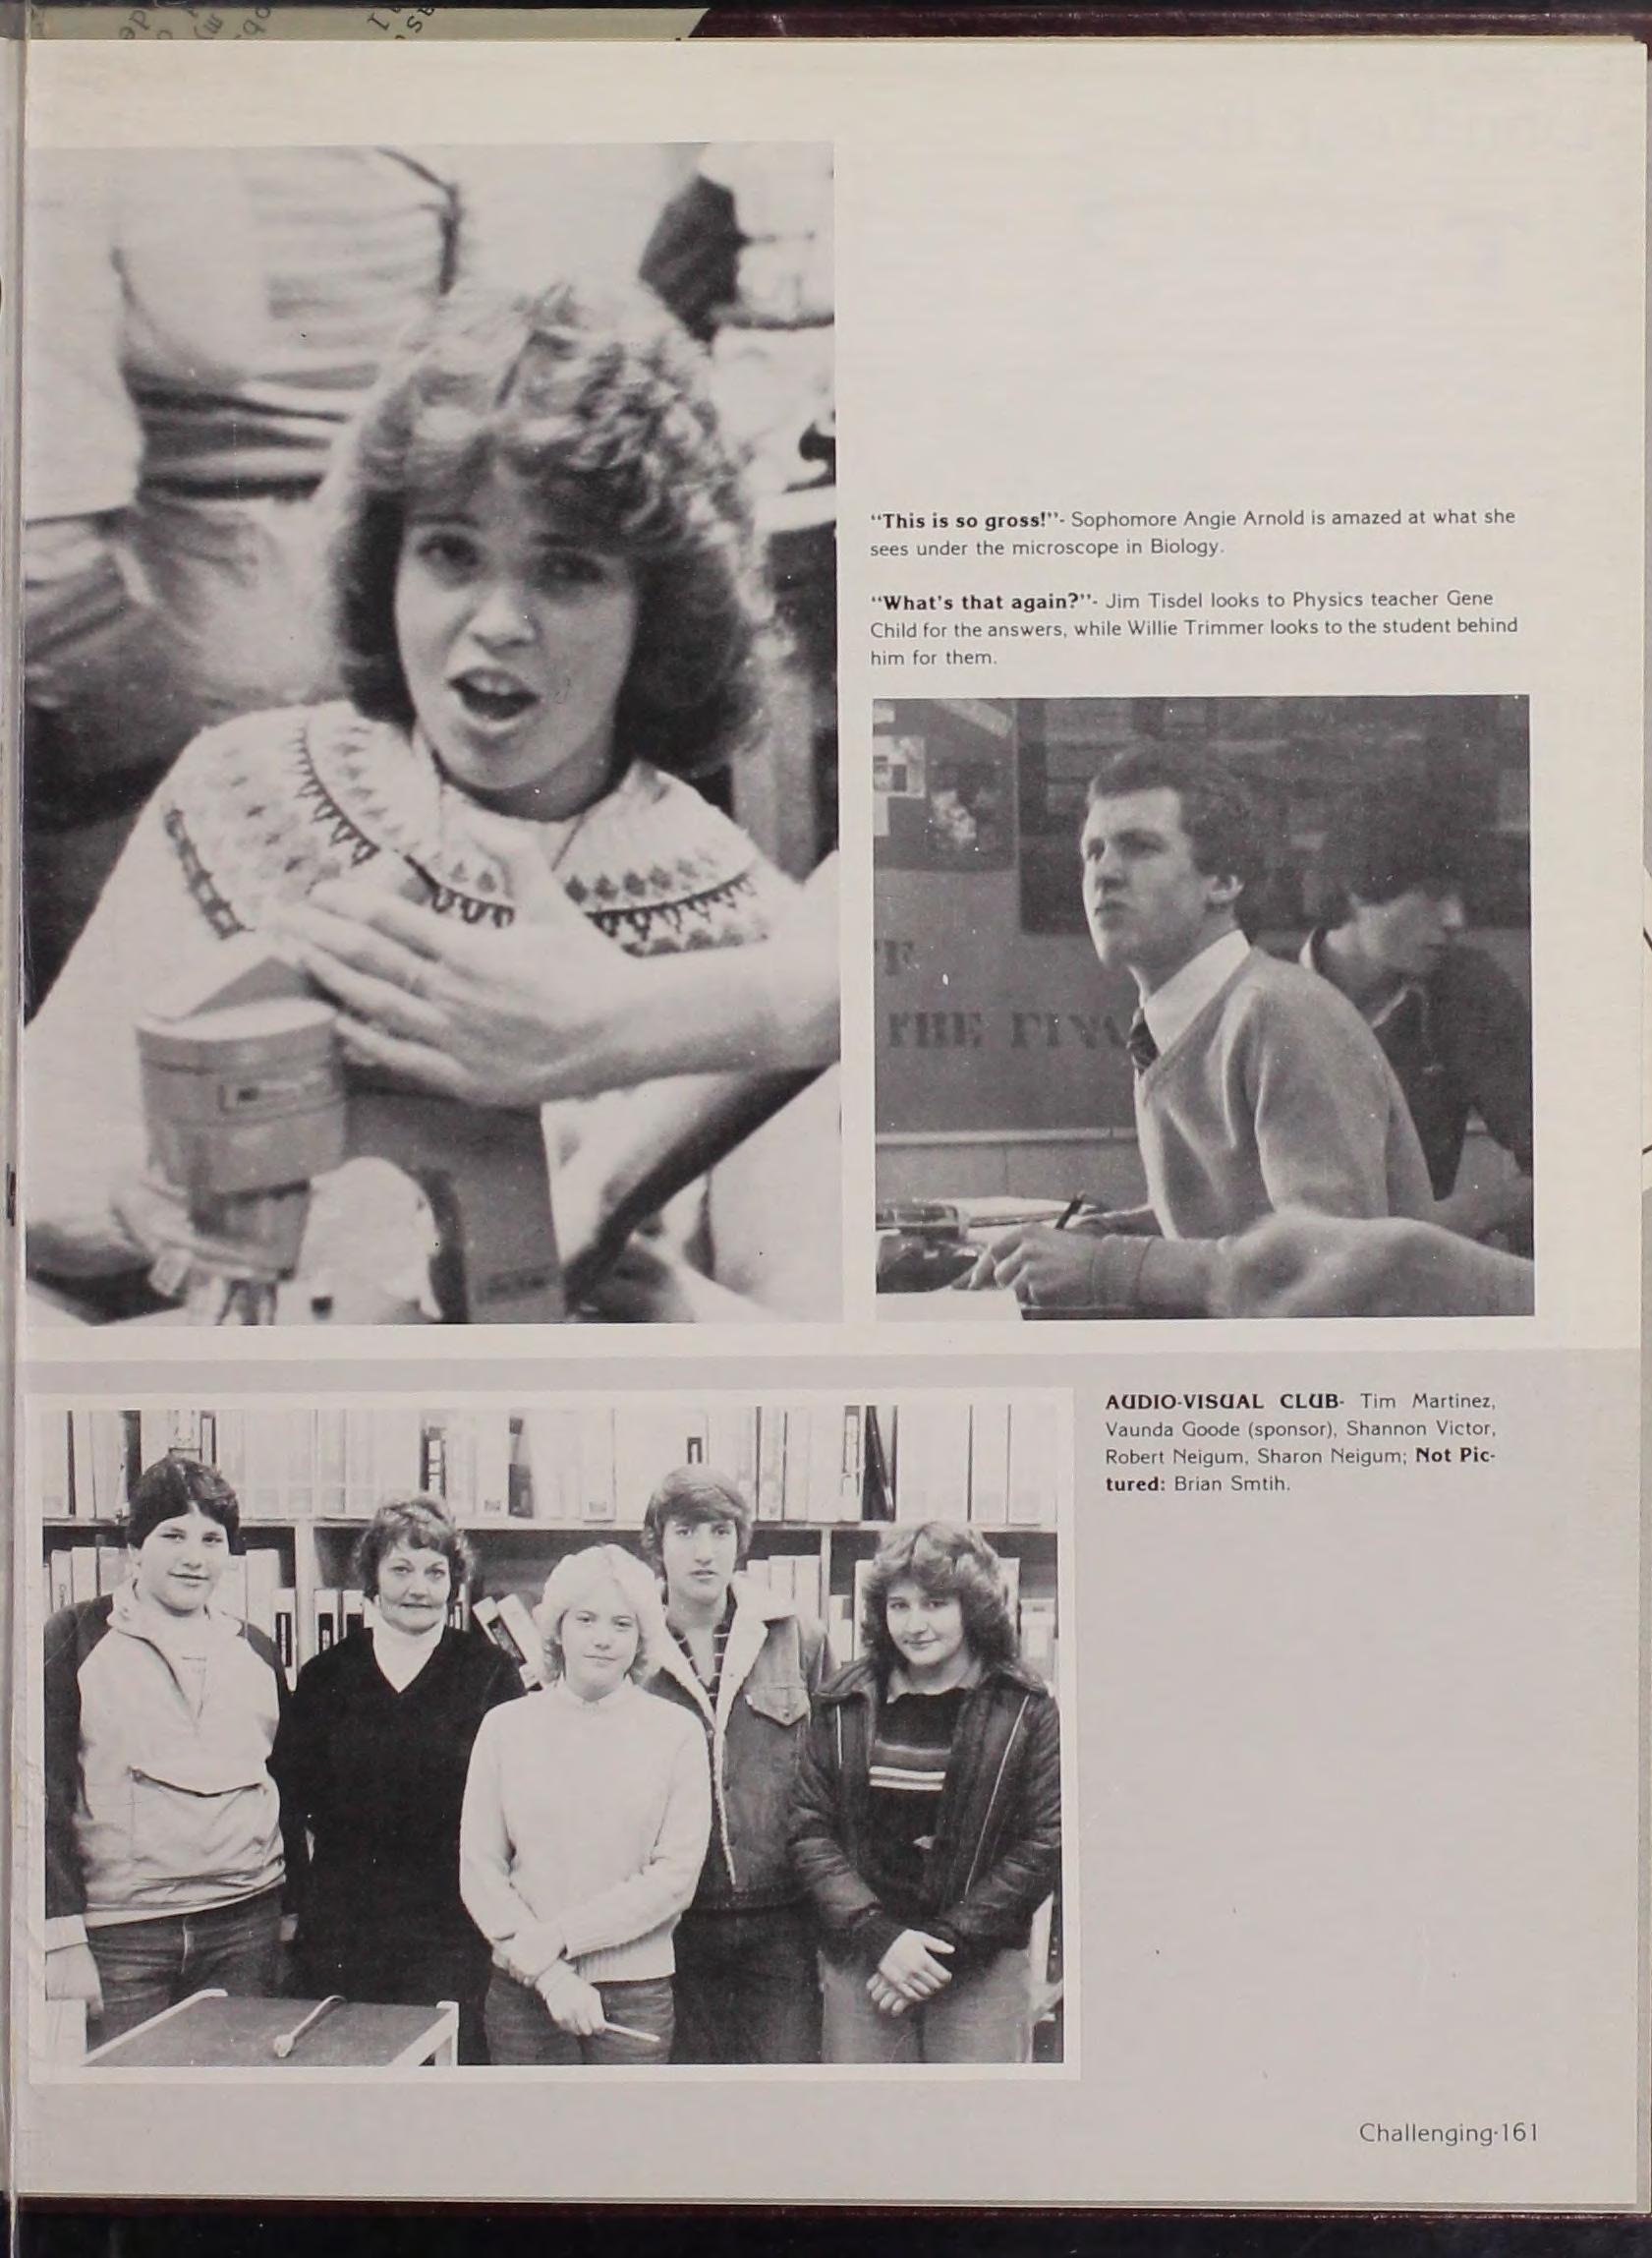 "This is so gross!"- Sophomore Angie Arnold is amazed at what she
sees under the microscope in Biology.
"What's that again?"- Jim Tisdel looks to Physics teacher Gene
Child for the answers, while Willie Trimmer looks to the student behind
him for them.
THE FINA
AUDIO-VISUAL CLUB- Tim Martinez,
Vaunda Goode (sponsor), Shannon Victor,
Robert Neigum, Sharon Neigum; Not Pic-
tured: Brian Smtih.
Challenging·161